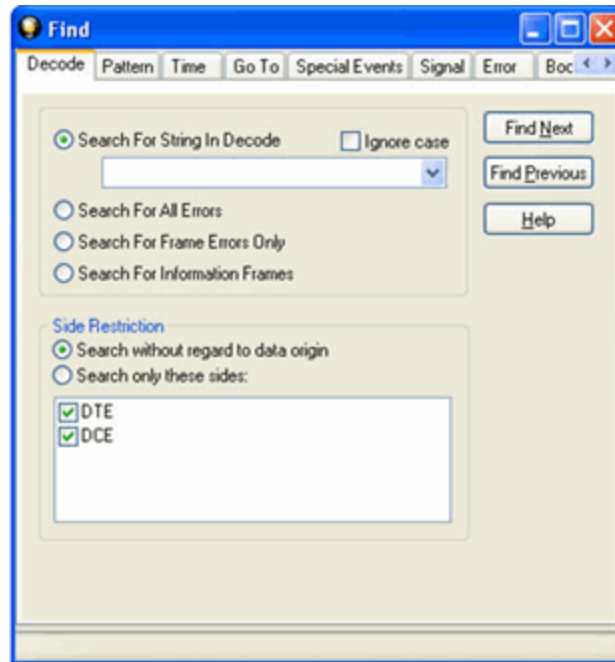 Find
Decode Pattern Time Go To Special Events Signal Error Boo
Search For String In Decode Ignore case
Find Next
Find Previous
Search For All Errors
Help
Search For Frame Errors Only
Search For Information Frames
Side Restriction
Search without regard to data origin
Search only these sides:
DTE
DCE